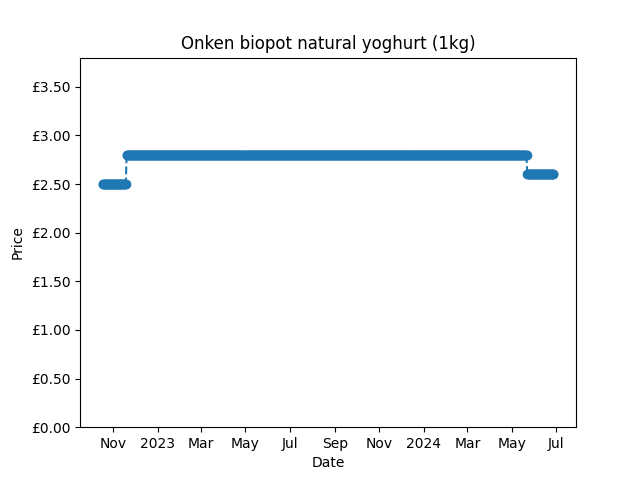 Onken biopot natural yoghurt (1kg)
£3.50
£3.00
£2.50
£2.00
£1.50
£1.00
£0.50
£0.00
Price
Nov 2023 Mar May Jul Sep Nov 2024 Mar May Jul
Date